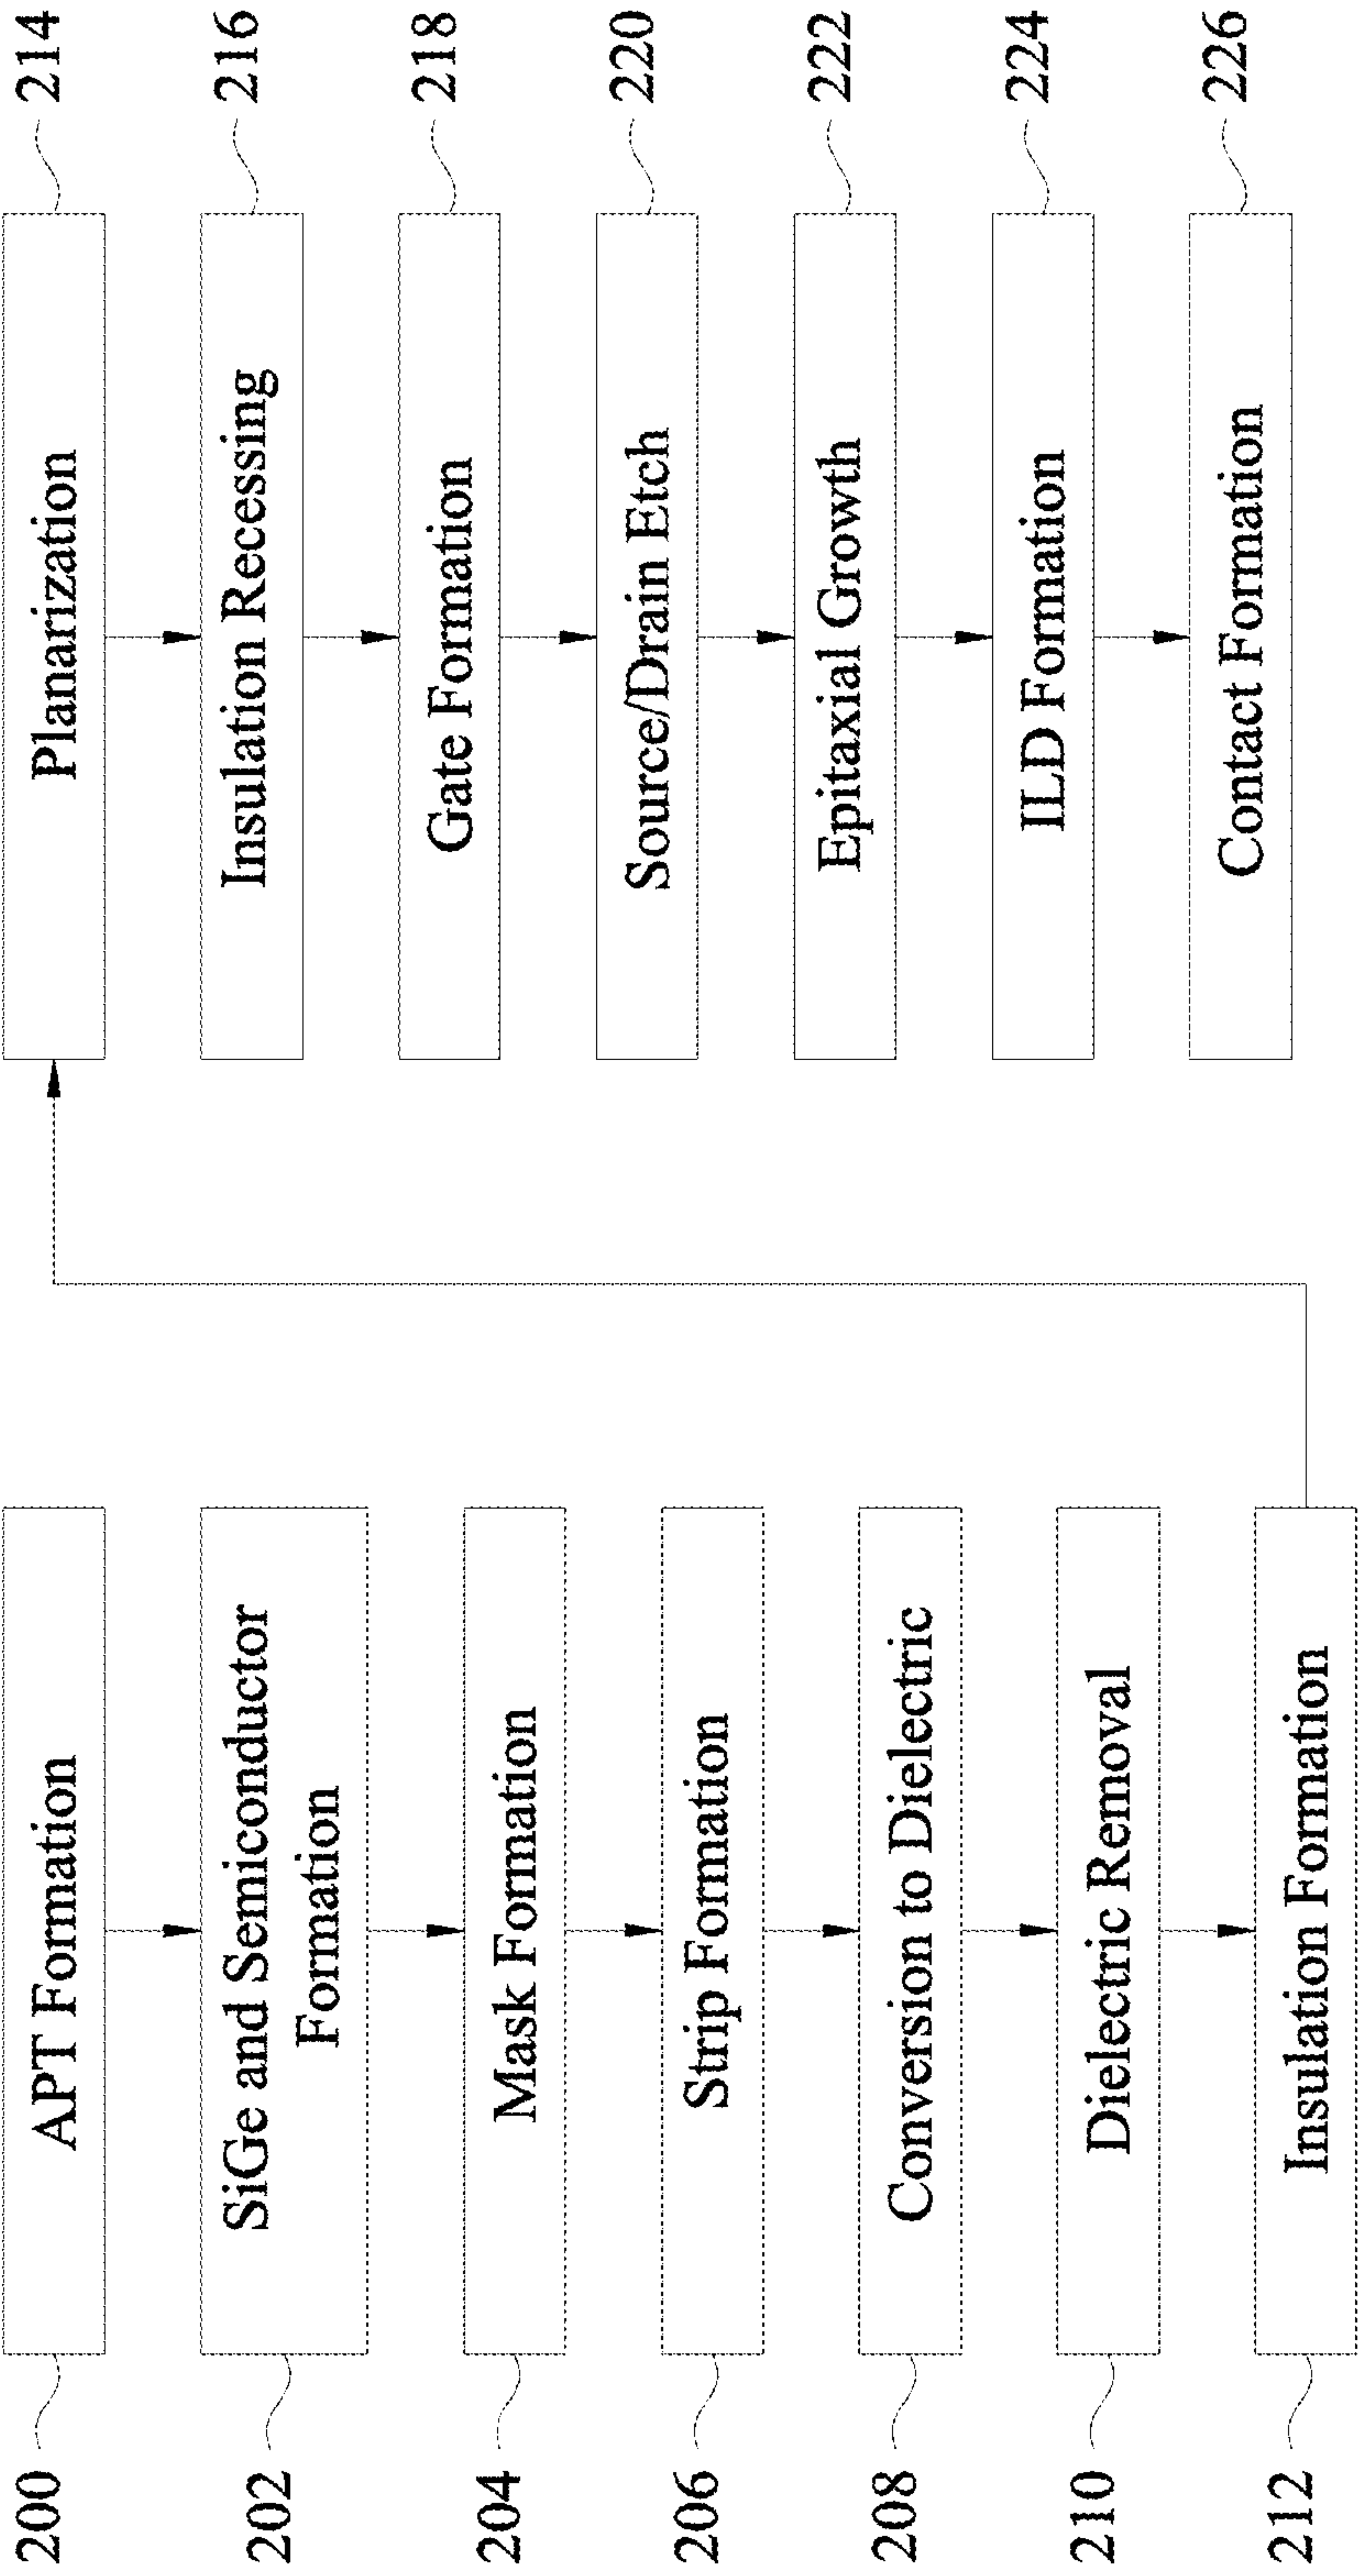 200
APT Formation
202
SiGe and Semiconductor
Formation
204
Mask Formation
206
Strip Formation
208
Conversion to Dielectric
210
Dielectric Removal
212
Insulation Formation
Planarization
214
Insulation Recessing
216
Gate Formation
218
Source/Drain Etch
220
Epitaxial Growth
222
ILD Formation
224
Contact Formation
226